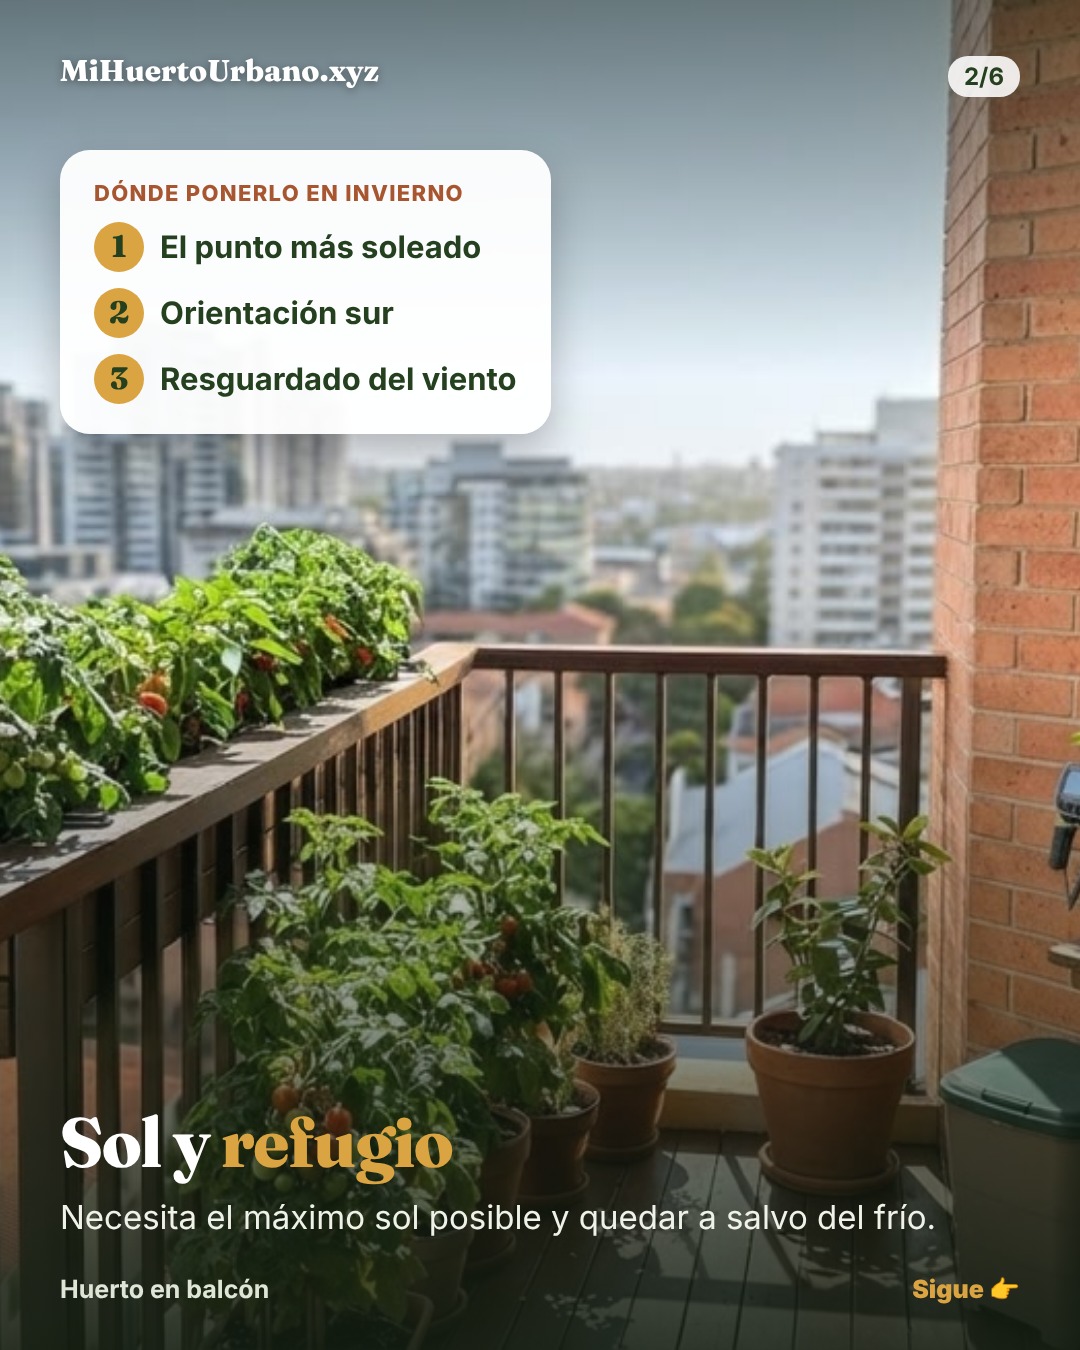 MiHuertoUrbano.xyz
2/6
DÓNDE PONERLO EN INVIERNO
1 El punto más soleado
2 Orientación sur
3 Resguardado del viento
Sol y refugio
Necesita el máximo sol posible y quedar a salvo del frío.
Huerto en balcón
Sigue 👉